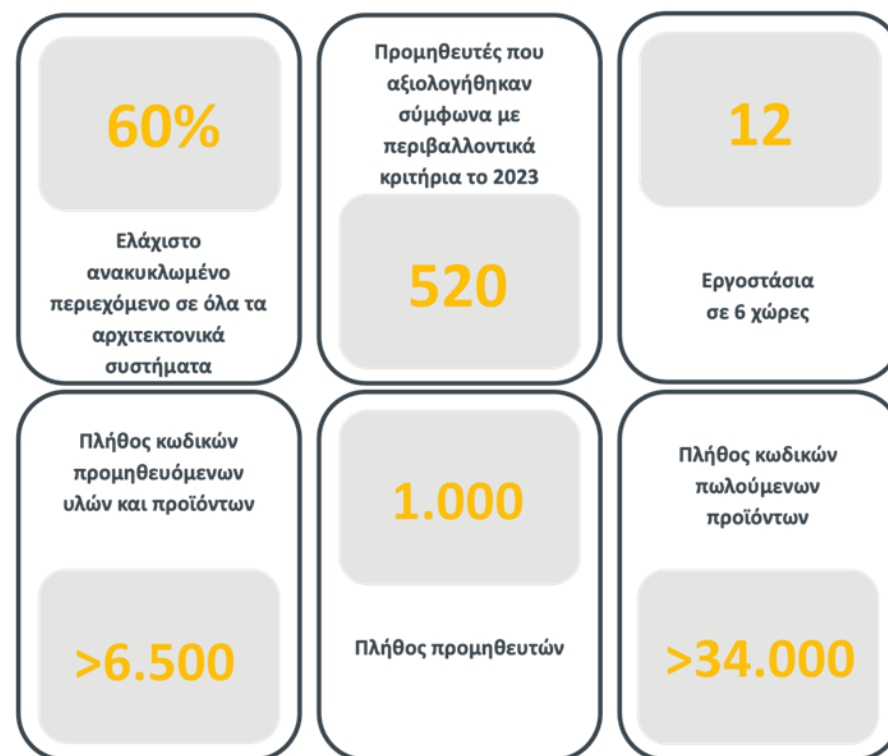 60%
Ελάχιστο
ανακυκλωμένο
περιεχόμενο σε όλα τα
αρχιτεκτονικά
συστήματα
Προμηθευτές που
αξιολογήθηκαν
σύμφωνα με
περιβαλλοντικά
κριτήρια το 2023
520
12
Εργοστάσια
σε 6 χώρες
Πλήθος κωδικών
προμηθευόμενων
υλών και προϊόντων
>6.500
1.000
Πλήθος προμηθευτών
Πλήθος κωδικών
πωλούμενων
προϊόντων
>34.000